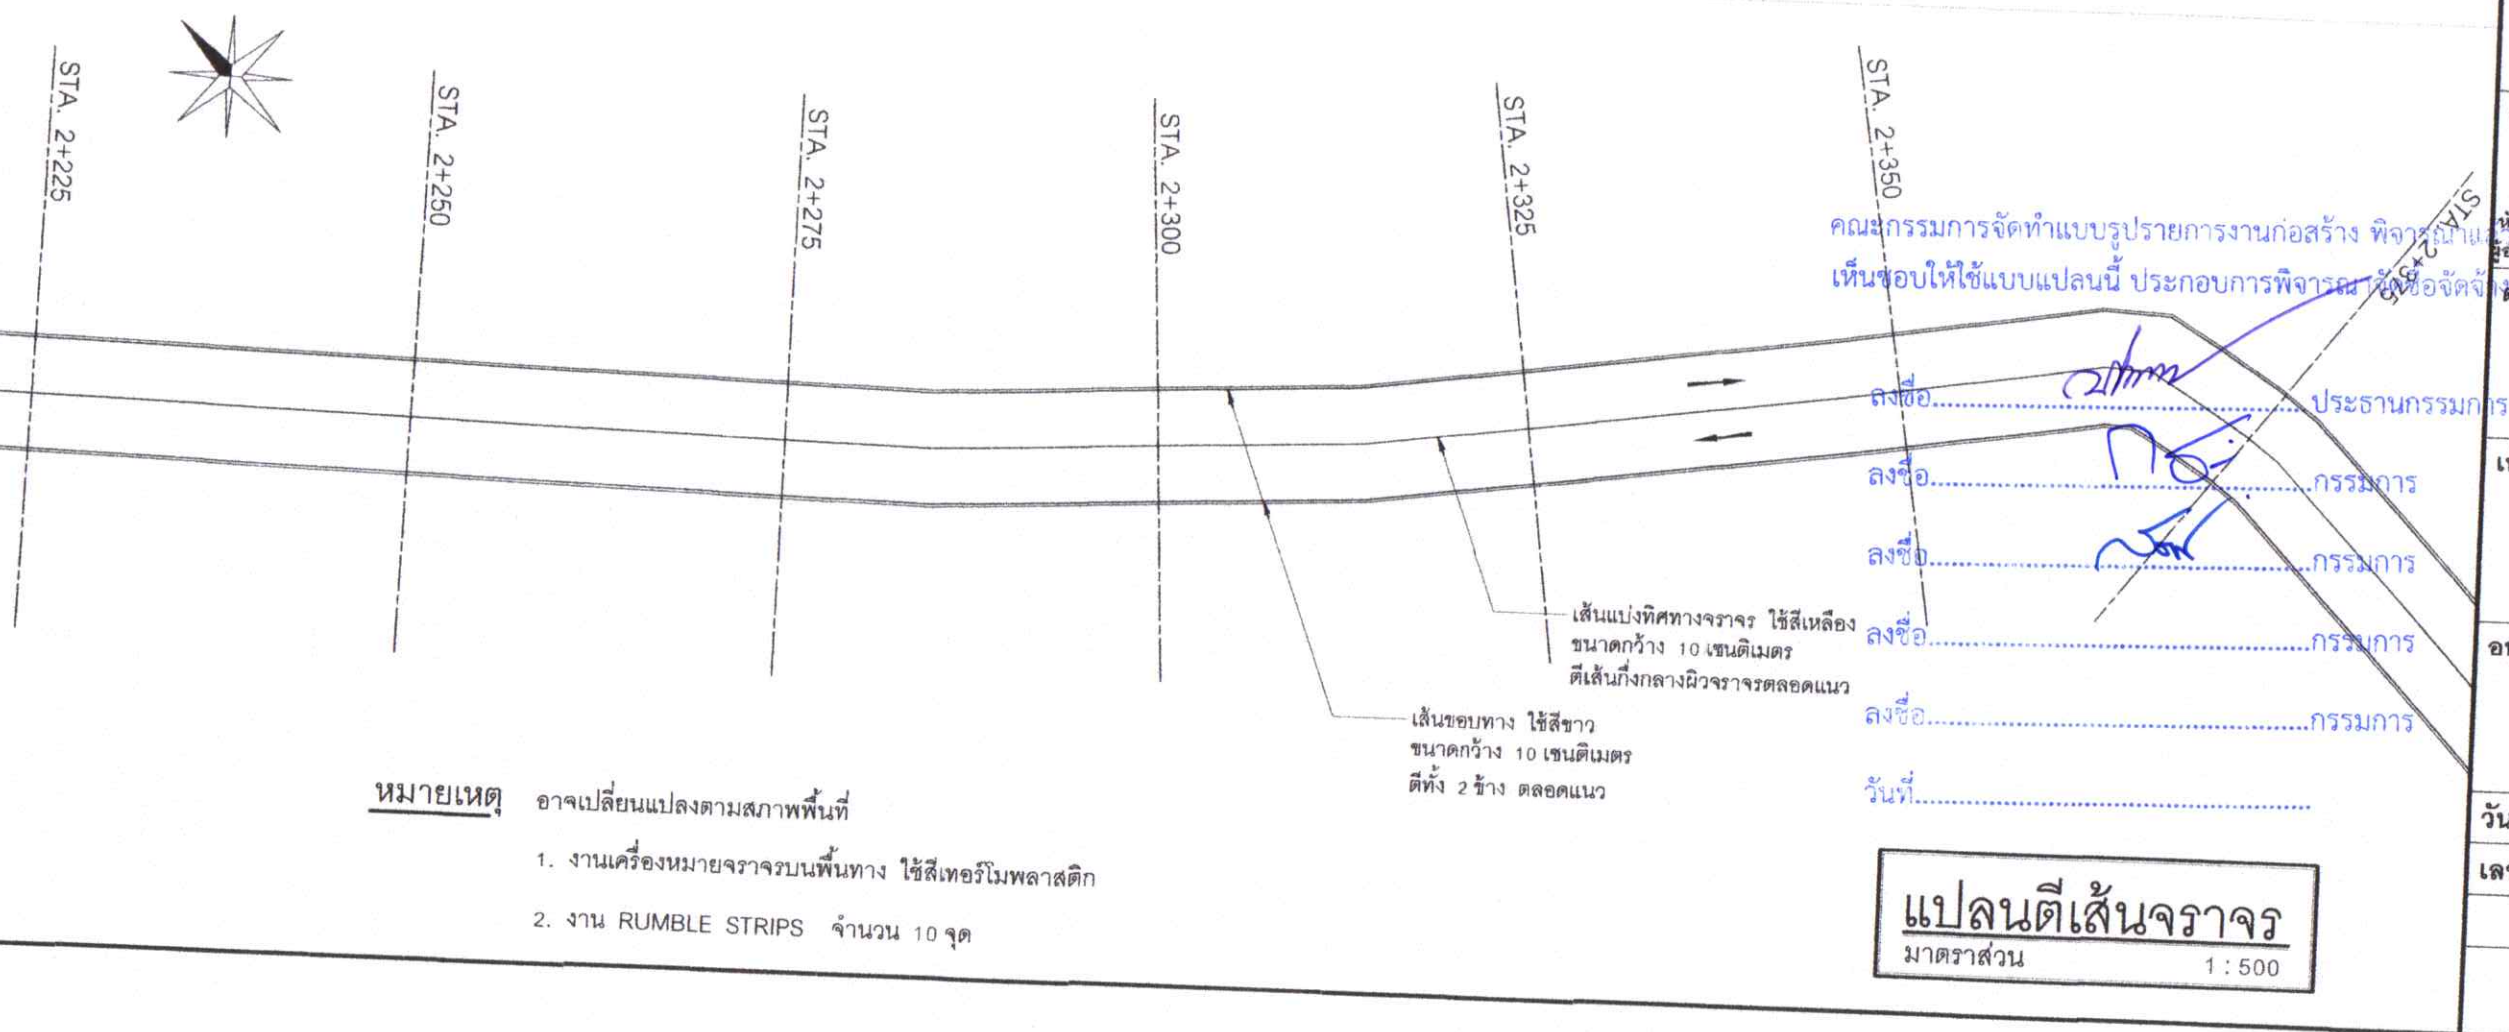 STA. 2+225
STA. 2+250
STA. 2+275
STA. 2+300
STA. 2+325
STA. 2+350
STA. 2+375
คณะกรรมการจัดทำแบบรูปรายการงานก่อสร้าง พิจารณาแล้ว
เห็นชอบให้ใช้แบบแปลนนี้ ประกอบการพิจารณาจัดซื้อจัดจ้าง
ลงชื่อ.....ประธานกรรมการ
ลงชื่อ.....กรรมการ
ลงชื่อ.....กรรมการ
ลงชื่อ.....กรรมการ
ลงชื่อ.....กรรมการ
วันที่.....
เส้นแบ่งทิศทางจราจร ใช้สีเหลือง
ขนาดกว้าง 10 เซนติเมตร
ตีเส้นกึ่งกลางผิวจราจรตลอดแนว
เส้นขอบทาง ใช้สีขาว
ขนาดกว้าง 10 เซนติเมตร
ตีทั้ง 2 ข้าง ตลอดแนว
หมายเหตุ อาจเปลี่ยนแปลงตามสภาพพื้นที่
1. งานเครื่องหมายจราจรบนพื้นทาง ใช้สีเทอร์โมพลาสติก
2. งาน RUMBLE STRIPS จำนวน 10 จุด
แปลนตีเส้นจราจร
มาตราส่วน 1 : 500